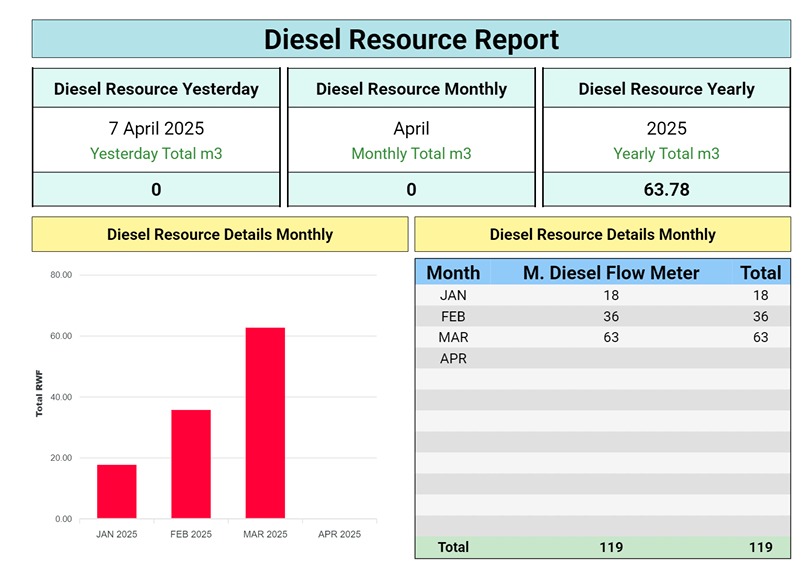 Diesel Resource Report
Diesel Resource Yesterday
7 April 2025
Yesterday Total m3
0
Diesel Resource Monthly
April
Monthly Total m3
0
Diesel Resource Yearly
2025
Yearly Total m3
63.78
Diesel Resource Details Monthly
80.00
60.00
40.00
20.00
0.00
Total RWF
JAN 2025 FEB 2025 MAR 2025 APR 2025
Diesel Resource Details Monthly
Month M. Diesel Flow Meter Total
JAN 18 18
FEB 36 36
MAR 63 63
APR
Total 119 119